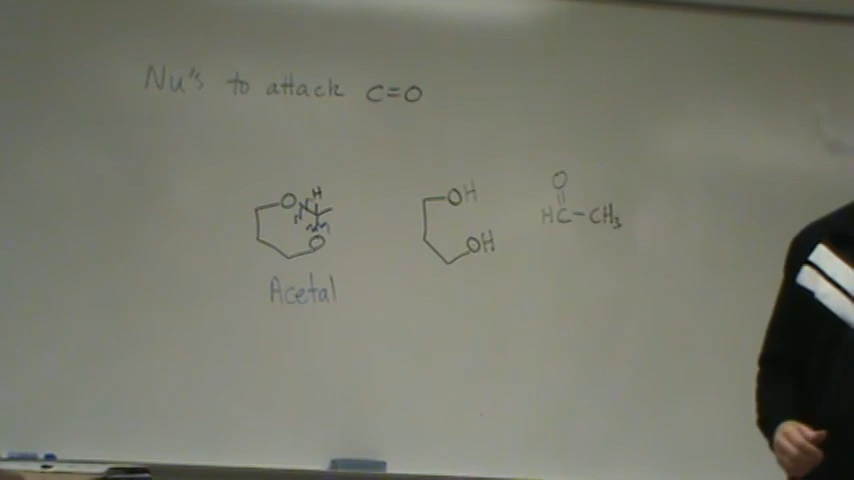 Nu's to attack C=O
O H
O
Acetal
OH
OH
O
HC-CH₃